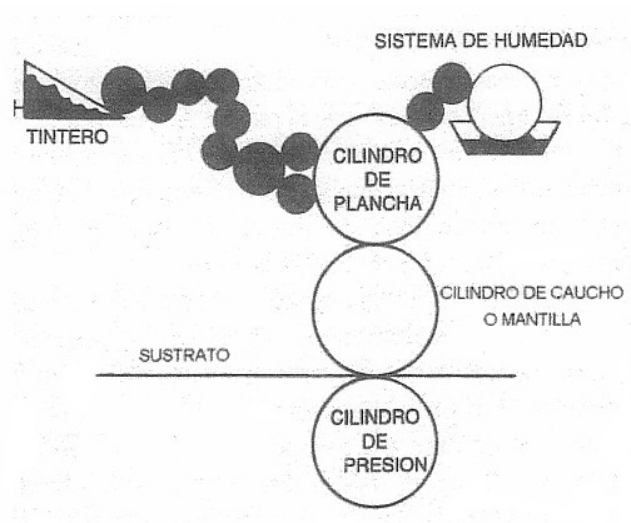 SISTEMA DE HUMEDAD
TINTERO
CILINDRO
DE
PLANCHA
CILINDRO DE CAUCHO
O MANTILLA
SUSTRATO
CILINDRO
DE
PRESION